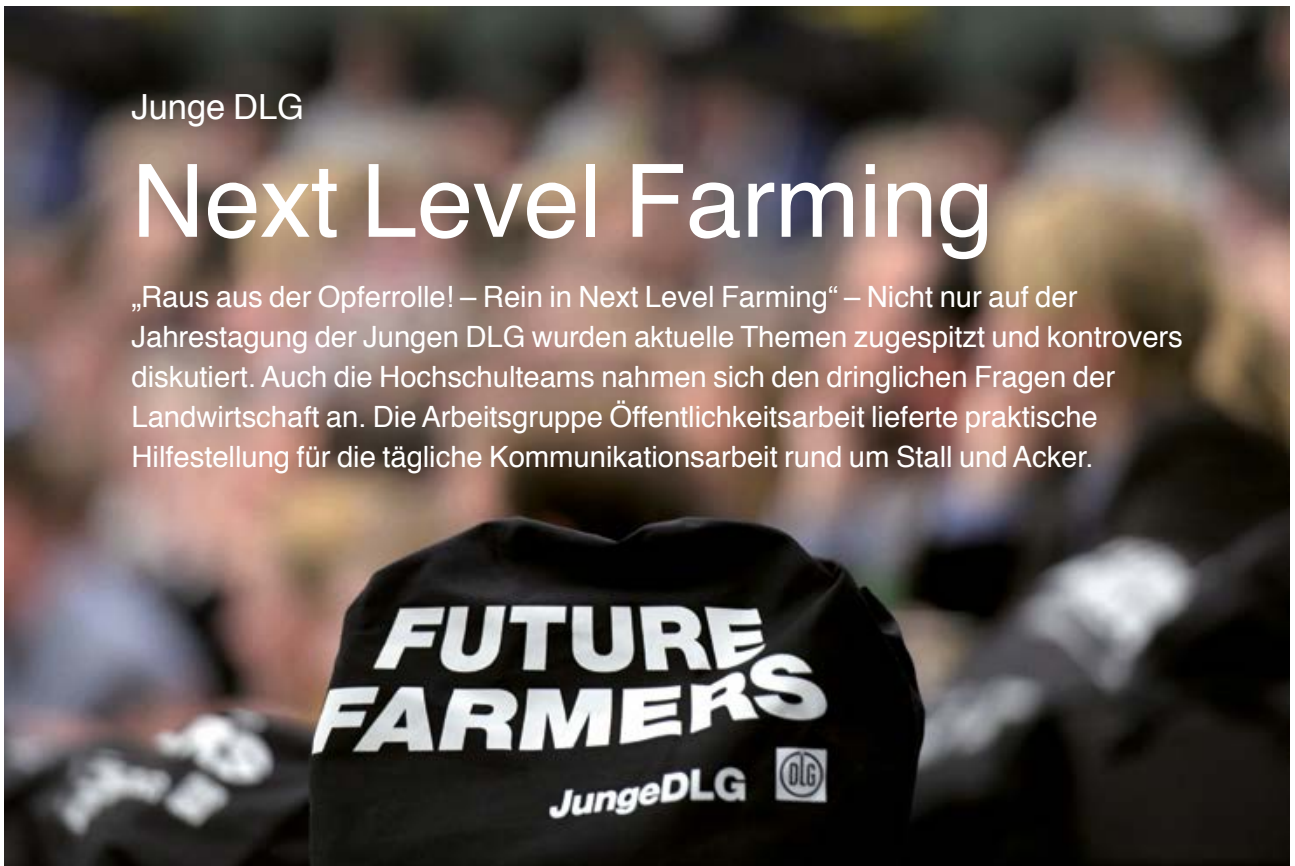 Junge DLG
Next Level Farming
„Raus aus der Opferrolle! – Rein in Next Level Farming“ – Nicht nur auf der
Jahrestagung der Jungen DLG wurden aktuelle Themen zugespitzt und kontrovers
diskutiert. Auch die Hochschulteams nahmen sich den dringlichen Fragen der
Landwirtschaft an. Die Arbeitsgruppe Öffentlichkeitsarbeit lieferte praktische
Hilfestellung für die tägliche Kommunikationsarbeit rund um Stall und Acker.
FUTURE
FARMERS
JungeDLG DLG